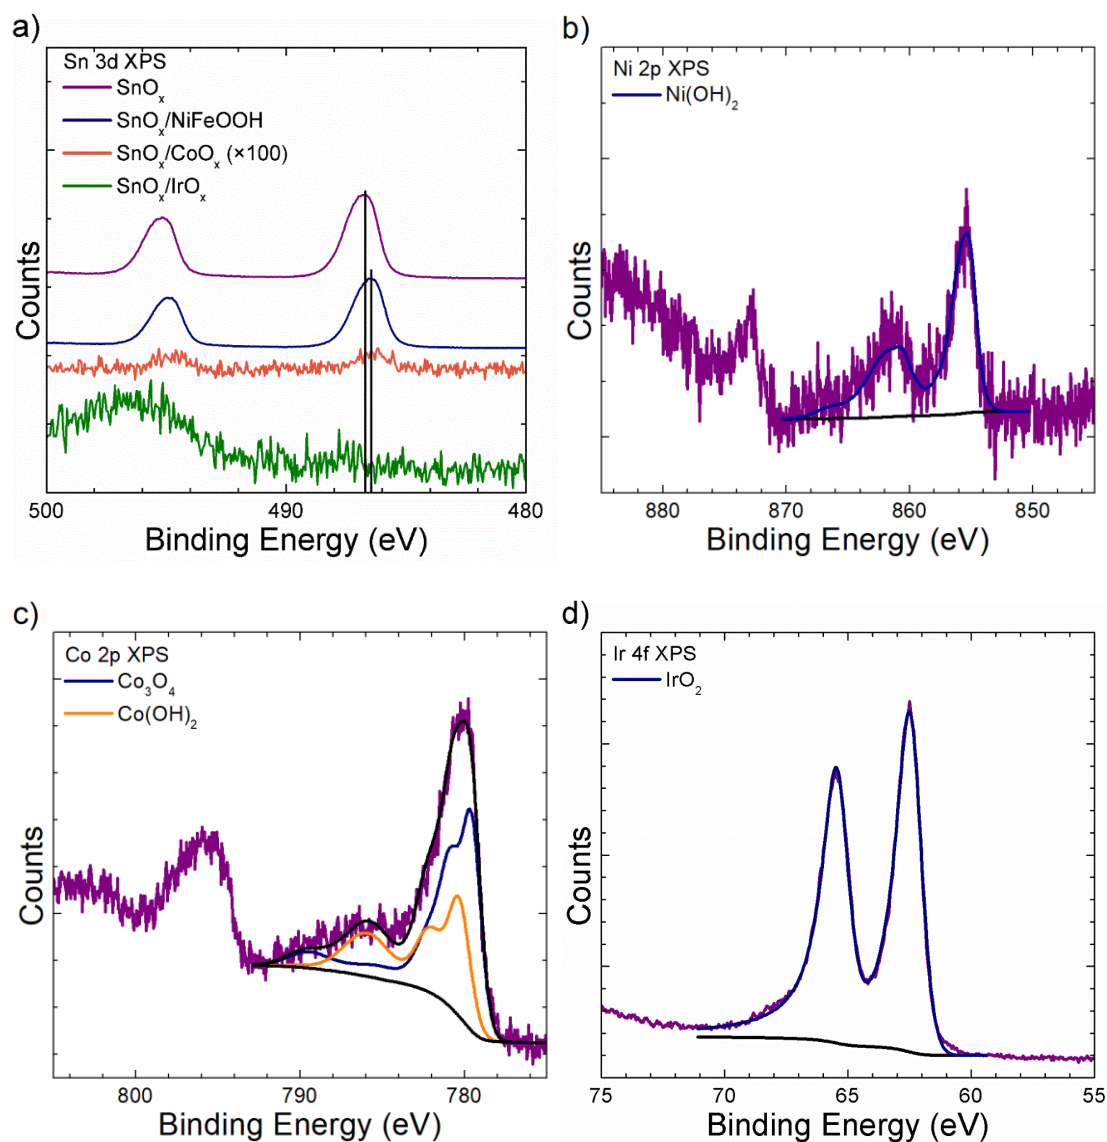 a)
Sn 3d XPS
SnOₓ
SnOₓ/NiFeOOH
SnOₓ/CoOₓ (×100)
SnOₓ/IrOₓ
Counts
500 490 480
Binding Energy (eV)
b)
Ni 2p XPS
Ni(OH)₂
Counts
880 870 860 850
Binding Energy (eV)
c)
Co 2p XPS
Co₃O₄
Co(OH)₂
Counts
800 790 780
Binding Energy (eV)
d)
Ir 4f XPS
IrO₂
Counts
75 70 65 60 55
Binding Energy (eV)